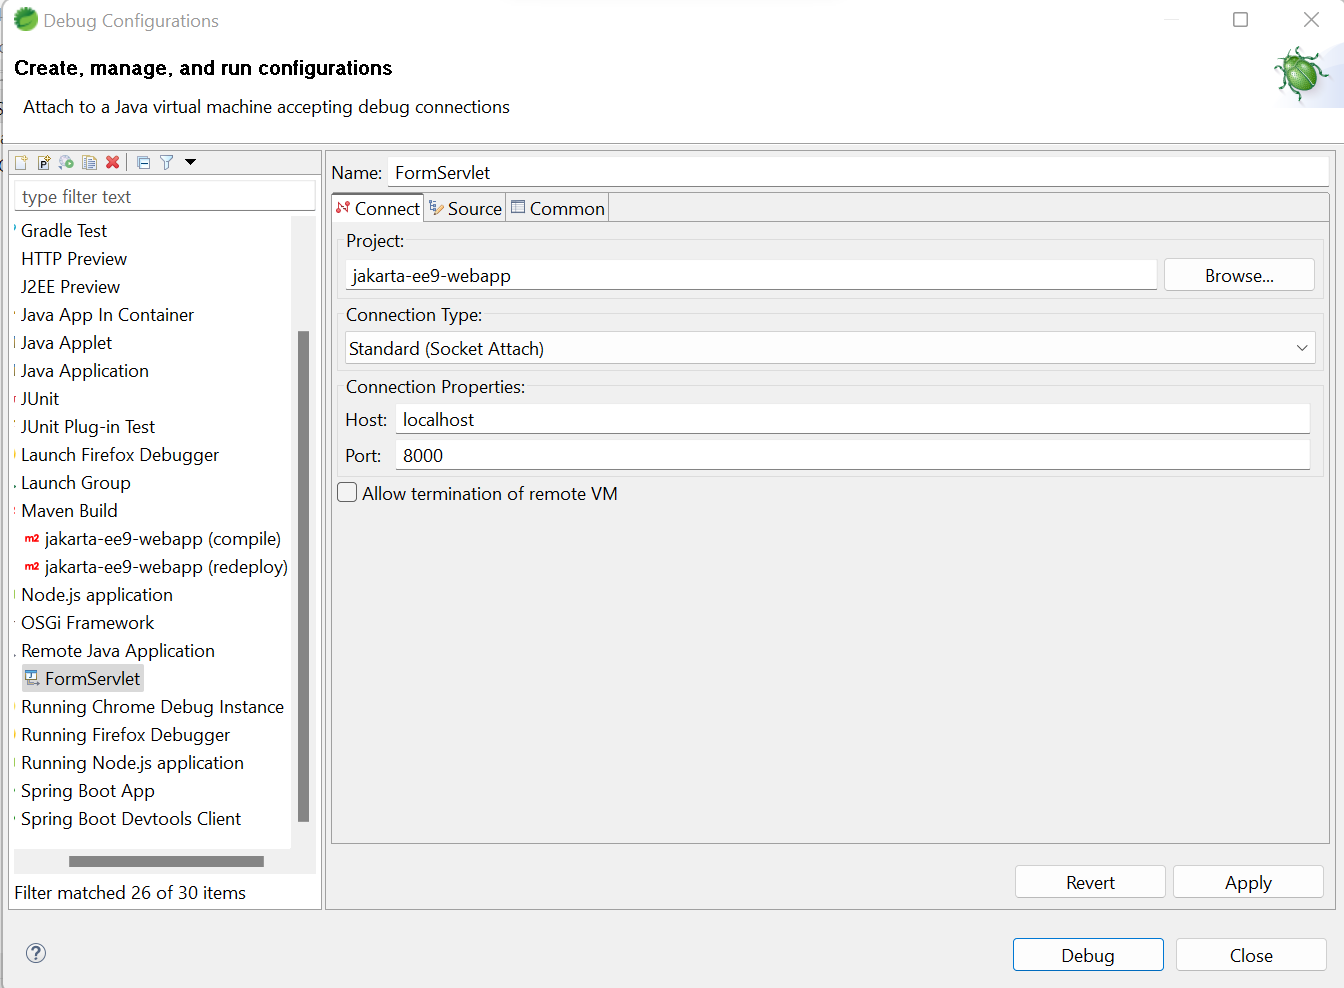 Debug Configurations
Create, manage, and run configurations
Attach to a Java virtual machine accepting debug connections
type filter text
Gradle Test
HTTP Preview
J2EE Preview
Java App In Container
Java Applet
Java Application
JUnit
JUnit Plug-in Test
Launch Firefox Debugger
Launch Group
Maven Build
m2 jakarta-ee9-webapp (compile)
m2 jakarta-ee9-webapp (redeploy)
Node.js application
OSGi Framework
Remote Java Application
FormServlet
Running Chrome Debug Instance
Running Firefox Debugger
Running Node.js application
Spring Boot App
Spring Boot Devtools Client
Filter matched 26 of 30 items
Name: FormServlet
Connect Source Common
Project:
jakarta-ee9-webapp Browse...
Connection Type:
Standard (Socket Attach)
Connection Properties:
Host: localhost
Port: 8000
Allow termination of remote VM
Revert Apply
? Debug Close